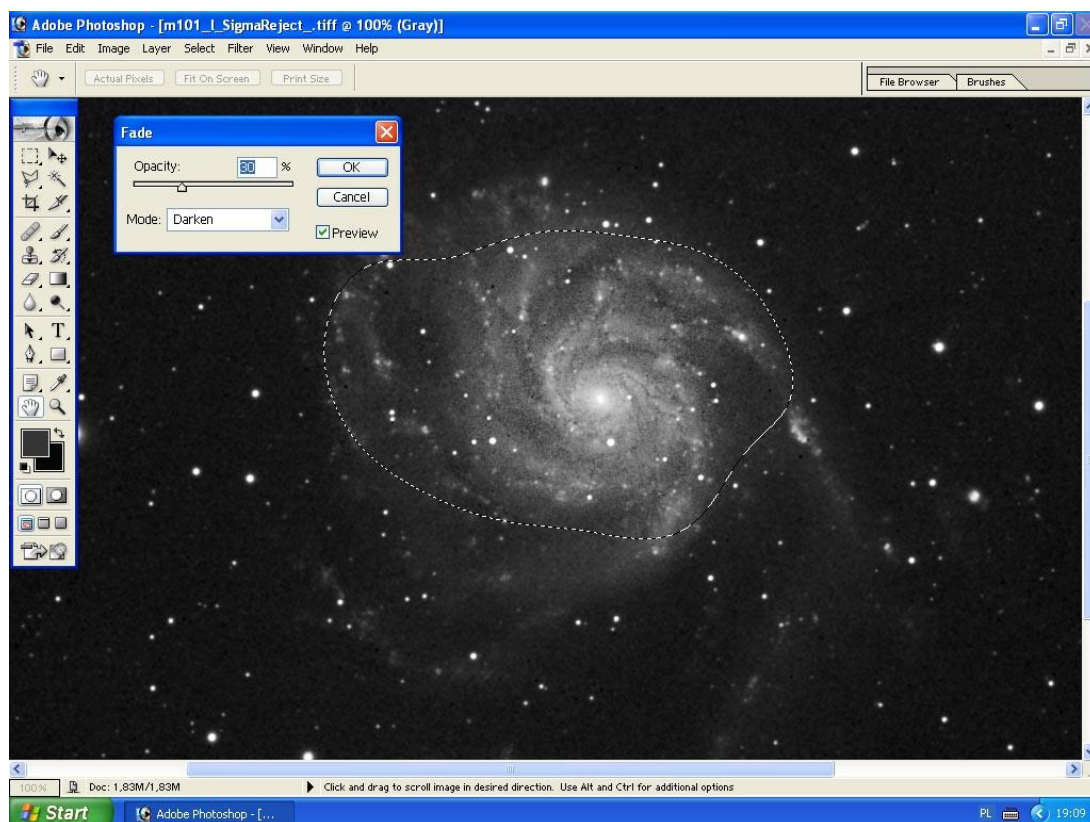 Adobe Photoshop - [m101_l_SigmaReject_.tiff @ 100% (Gray)]
File Edit Image Layer Select Filter View Window Help
Actual Pixels Fit On Screen Print Size
File Browser Brushes
Fade
Opacity: 30 % OK
Cancel
Mode: Darken
Preview
T
100% Doc: 1,83M/1,83M Click and drag to scroll image in desired direction. Use Alt and Ctrl for additional options
Start Adobe Photoshop - [... PL 19:09